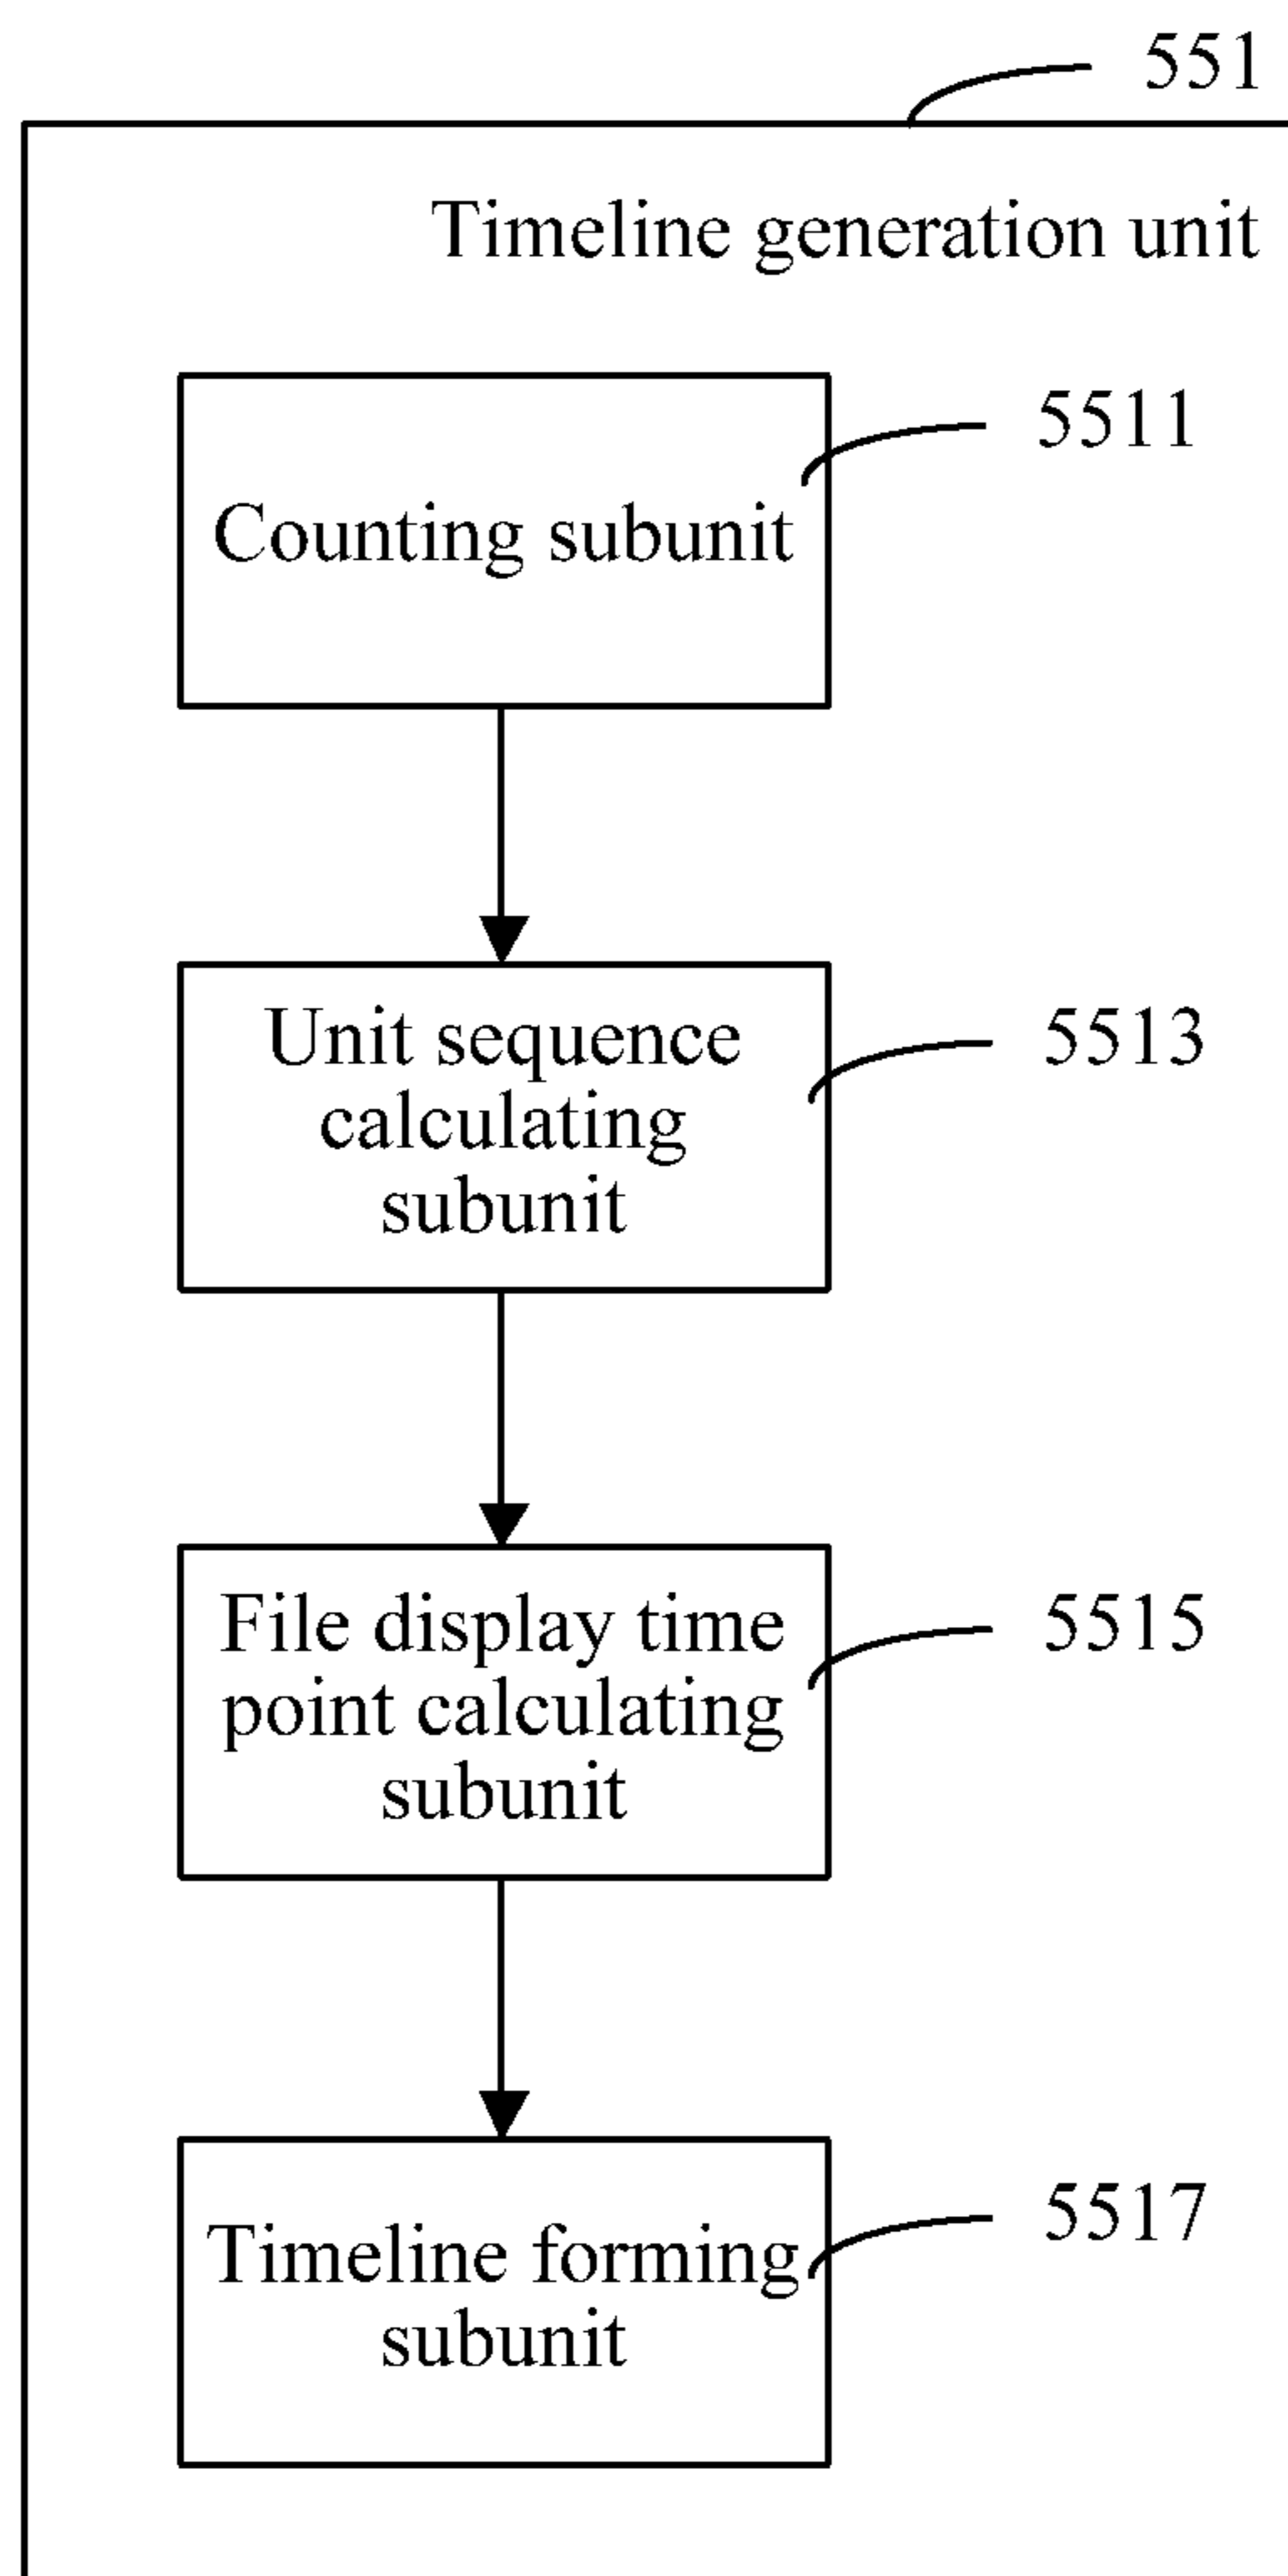 551
Timeline generation unit
5511
Counting subunit
Unit sequence
5513
calculating
subunit
File display time
5515
point calculating
subunit
5517
Timeline forming
subunit